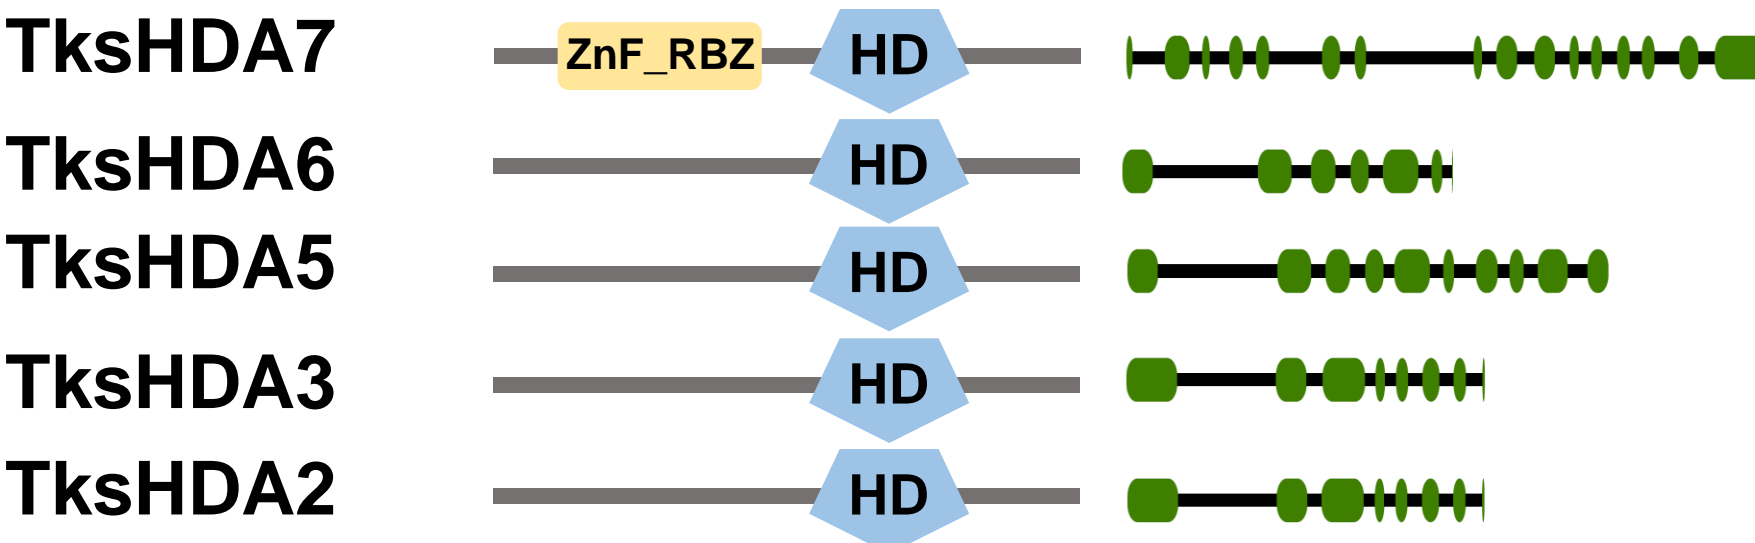 TksHDA7 ZnF_RBZ HD
TksHDA6 HD
TksHDA5 HD
TksHDA3 HD
TksHDA2 HD